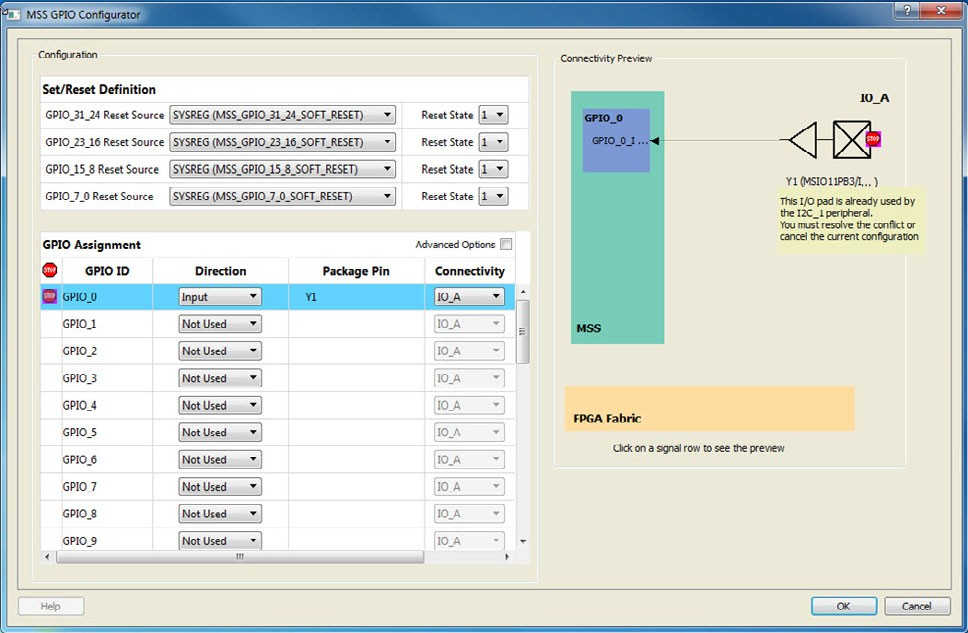 MSS GPIO Configurator
Configuration
Set/Reset Definition
GPIO_31_24 Reset Source SYSREG (MSS_GPIO_31_24_SOFT_RESET) Reset State 1
GPIO_23_16 Reset Source SYSREG (MSS_GPIO_23_16_SOFT_RESET) Reset State 1
GPIO_15_8 Reset Source SYSREG (MSS_GPIO_15_8_SOFT_RESET) Reset State 1
GPIO_7_0 Reset Source SYSREG (MSS_GPIO_7_0_SOFT_RESET) Reset State 1
GPIO Assignment Advanced Options
STOP GPIO ID Direction Package Pin Connectivity
STOP GPIO_0 Input Y1 IO_A
GPIO_1 Not Used IO_A
GPIO_2 Not Used IO_A
GPIO_3 Not Used IO_A
GPIO_4 Not Used IO_A
GPIO_5 Not Used IO_A
GPIO_6 Not Used IO_A
GPIO_7 Not Used IO_A
GPIO_8 Not Used IO_A
GPIO_9 Not Used IO_A
Connectivity Preview
IO_A
GPIO_0
GPIO_0_I ...
STOP
Y1 (MSIO11PB3/I... )
This I/O pad is already used by
the I2C_1 peripheral.
You must resolve the conflict or
cancel the current configuration
MSS
FPGA Fabric
Click on a signal row to see the preview
Help OK Cancel